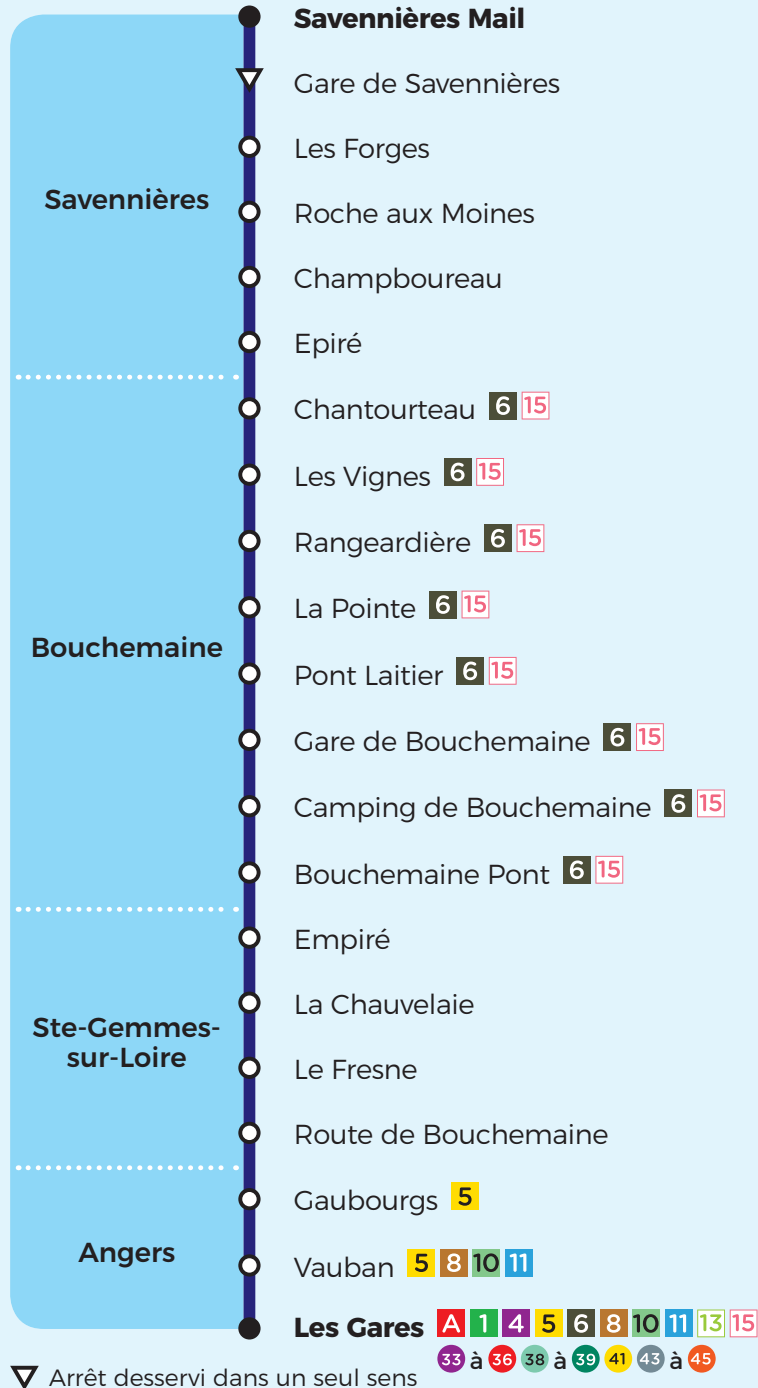 Savennières Mail
Gare de Savennières
Les Forges
Savennières
Roche aux Moines
Champboureau
Epiré
Chantourteau 6 15
Les Vignes 6 15
Rangeardière 6 15
La Pointe 6 15
Bouchemaine
Pont Laitier 6 15
Gare de Bouchemaine 6 15
Camping de Bouchemaine 6 15
Bouchemaine Pont 6 15
Empiré
La Chauvelaie
Ste-Gemmes-
sur-Loire
Le Fresne
Route de Bouchemaine
Gaubourgs 5
Angers
Vauban 5 8 10 11
Les Gares A 1 4 5 6 8 10 11 13 15
33 à 36 38 à 39 41 43 à 45
Arrêt desservi dans un seul sens